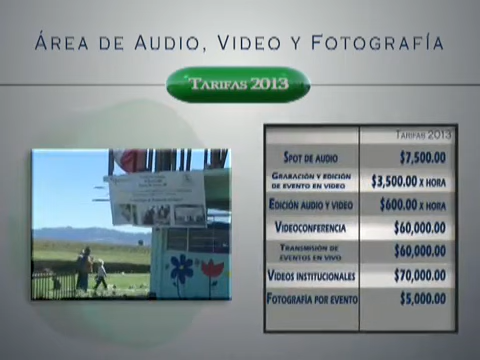 ÁREA DE AUDIO, VIDEO Y FOTOGRAFÍA
TARIFAS 2013
TARIFAS 2013
SPOT DE AUDIO $7,500.00
GRABACIÓN Y EDICIÓN
DE EVENTO EN VIDEO $3,500.00 X HORA
EDICIÓN AUDIO Y VIDEO $600.00 X HORA
VIDEOCONFERENCIA $60,000.00
TRANSMISIÓN DE
EVENTOS EN VIVO $60,000.00
VIDEOS INSTITUCIONALES $70,000.00
FOTOGRAFÍA POR EVENTO $5,000.00